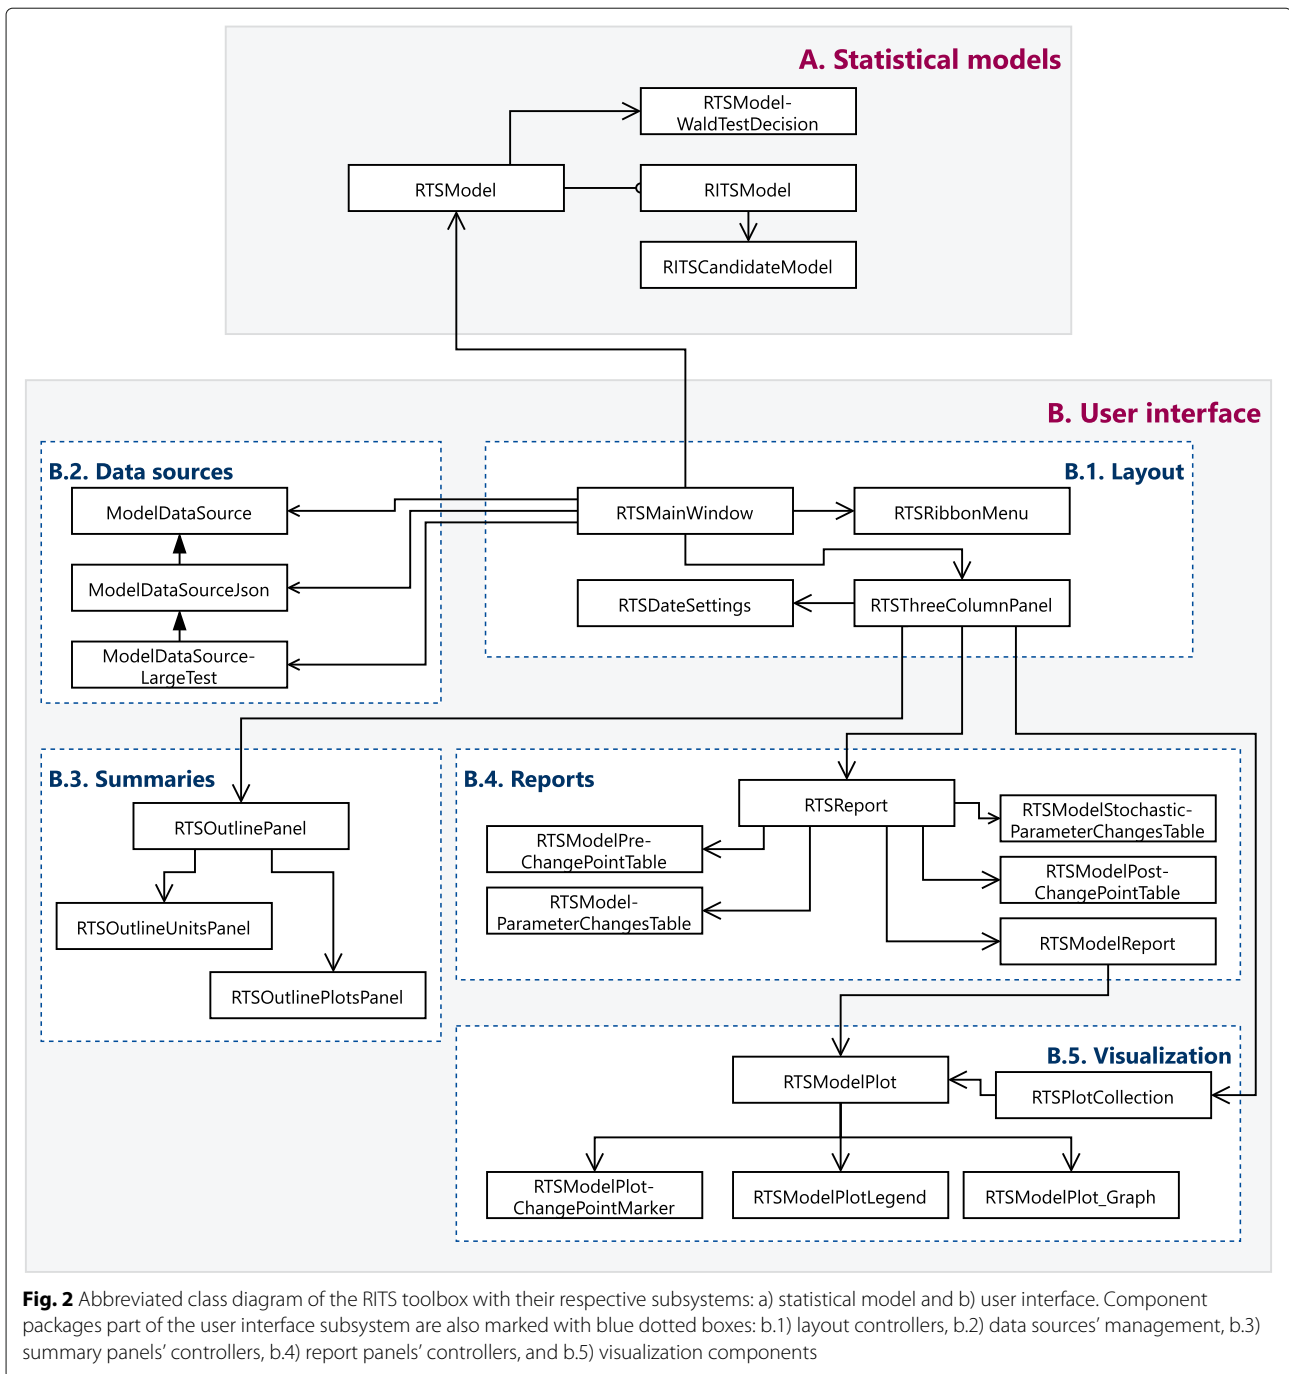 A. Statistical models
RTSModel-
WaldTestDecision
RTSModel
RITSModel
RITSCandidateModel
B. User interface
B.2. Data sources
B.1. Layout
ModelDataSource
RTSMainWindow
RTSRibbonMenu
ModelDataSourceJson
RTSDateSettings
RTSThreeColumnPanel
ModelDataSource-
LargeTest
B.3. Summaries
B.4. Reports
RTSOutlinePanel
RTSReport
RTSModelStochastic-
ParameterChangesTable
RTSModelPre-
ChangePointTable
RTSModelPost-
ChangePointTable
RTSModel-
ParameterChangesTable
RTSOutlineUnitsPanel
RTSModelReport
RTSOutlinePlotsPanel
B.5. Visualization
RTSModelPlot
RTSPlotCollection
RTSModelPlot-
ChangePointMarker
RTSModelPlotLegend
RTSModelPlot_Graph
Fig. 2 Abbreviated class diagram of the RITS toolbox with their respective subsystems: a) statistical model and b) user interface. Component
packages part of the user interface subsystem are also marked with blue dotted boxes: b.1) layout controllers, b.2) data sources’ management, b.3)
summary panels’ controllers, b.4) report panels’ controllers, and b.5) visualization components